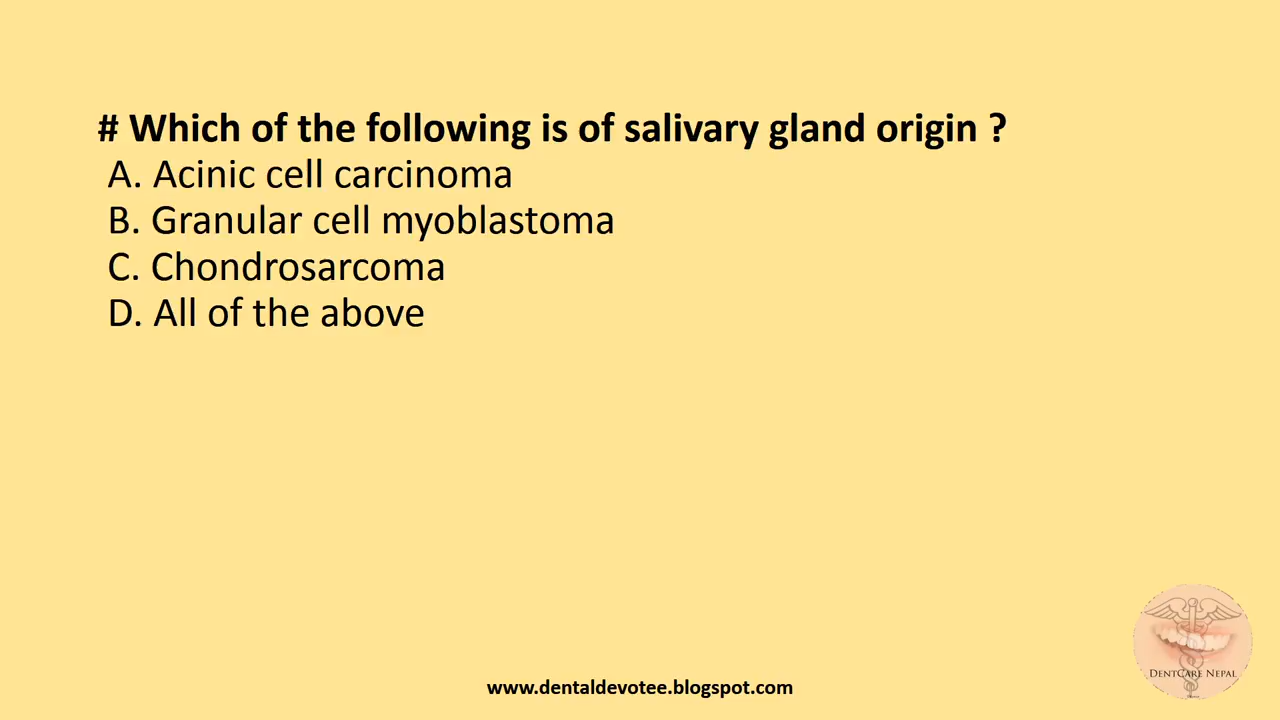 # Which of the following is of salivary gland origin ?
A. Acinic cell carcinoma
B. Granular cell myoblastoma
C. Chondrosarcoma
D. All of the above
DENTCARE NEPAL
www.dentaldevotee.blogspot.com